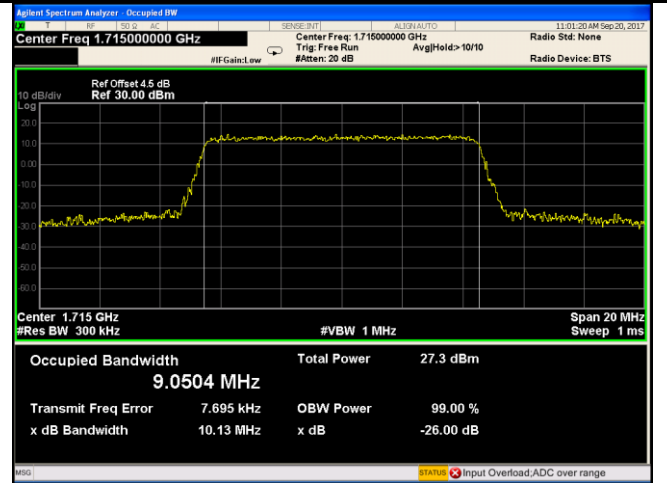 Agilent Spectrum Analyzer - Occupied BW
T RF 50 Ω AC SENSE:INT ALIGN AUTO 11:01:20 AM Sep 20, 2017
Center Freq 1.715000000 GHz Center Freq: 1.715000000 GHz Radio Std: None
Trig: Free Run Avg|Hold:> 10/10
#IFGain:Low #Atten: 20 dB Radio Device: BTS
Ref Offset 4.5 dB
10 dB/div Ref 30.00 dBm
Log
20.0
10.0
0.00
-10.0
-20.0
-30.0
-40.0
-50.0
-60.0
Center 1.715 GHz Span 20 MHz
#Res BW 300 kHz #VBW 1 MHz Sweep 1 ms
Occupied Bandwidth Total Power 27.3 dBm
9.0504 MHz
Transmit Freq Error 7.695 kHz OBW Power 99.00 %
x dB Bandwidth 10.13 MHz x dB -26.00 dB
MSG STATUS Input Overload;ADC over range